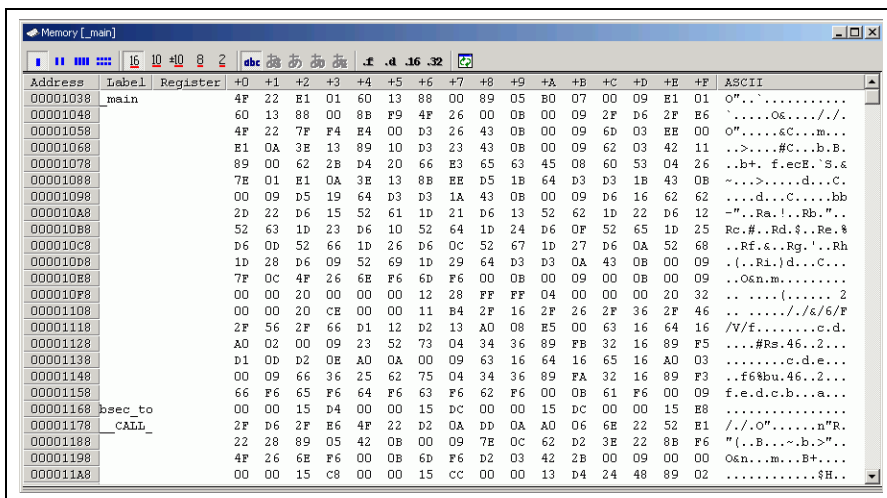 Memory [_main]
16 10 ±10 8 2 abc あ .f .d .16 .32
Address Label Register +0 +1 +2 +3 +4 +5 +6 +7 +8 +9 +A +B +C +D +E +F ASCII
00001038 _main 4F 22 E1 01 60 13 88 00 89 05 B0 07 00 09 E1 01 O"..`...........
00001048 60 13 88 00 8B F9 4F 26 00 0B 00 09 2F D6 2F E6 `.....O&..../././.
00001058 4F 22 7F F4 E4 00 D3 26 43 0B 00 09 6D 03 EE 00 O".....&C...m...
00001068 E1 0A 3E 13 89 10 D3 23 43 0B 00 09 62 03 42 11 ..>....#C...b.B.
00001078 89 00 62 2B D4 20 66 E3 65 63 45 08 60 53 04 26 ..b+. f.ecE.`S.&
00001088 7E 01 E1 0A 3E 13 8B EE D5 1B 64 D3 D3 1B 43 0B ~...>.....d...C.
00001098 00 09 D5 19 64 D3 D3 1A 43 0B 00 09 D6 16 62 62 ....d...C.....bb
000010A8 2D 22 D6 15 52 61 1D 21 D6 13 52 62 1D 22 D6 12 -"..Ra.!..Rb."..
000010B8 52 63 1D 23 D6 10 52 64 1D 24 D6 0F 52 65 1D 25 Rc.#..Rd.$..Re.%
000010C8 D6 0D 52 66 1D 26 D6 0C 52 67 1D 27 D6 0A 52 68 ..Rf.&..Rg.'..Rh
000010D8 1D 28 D6 09 52 69 1D 29 64 D3 D3 0A 43 0B 00 09 .(..Ri.)d...C...
000010E8 7F 0C 4F 26 6E F6 6D F6 00 0B 00 09 00 0B 00 09 ..O&n.m.........
000010F8 00 00 20 00 00 00 12 28 FF FF 04 00 00 00 20 32 .. ....(...... 2
00001108 00 00 20 CE 00 00 11 B4 2F 16 2F 26 2F 36 2F 46 .. ....././&/6/F
00001118 2F 56 2F 66 D1 12 D2 13 A0 08 E5 00 63 16 64 16 /V/f........c.d.
00001128 A0 02 00 09 23 52 73 04 34 36 89 FB 32 16 89 F5 ....#Rs.46..2...
00001138 D1 0D D2 0E A0 0A 00 09 63 16 64 16 65 16 A0 03 ........c.d.e...
00001148 00 09 66 36 25 62 75 04 34 36 89 FA 32 16 89 F3 ..f6%bu.46..2...
00001158 66 F6 65 F6 64 F6 63 F6 62 F6 00 0B 61 F6 00 09 f.e.d.c.b...a...
00001168 bsec_to 00 00 15 D4 00 00 15 DC 00 00 15 DC 00 00 15 E8 ................
00001178 __CALL_ 2F D6 2F E6 4F 22 D2 0A DD 0A A0 06 6E 22 52 E1 /./.O"......n"R.
00001188 22 28 89 05 42 0B 00 09 7E 0C 62 D2 3E 22 8B F6 "(..B...~.b.>"..
00001198 4F 26 6E F6 00 0B 6D F6 D2 03 42 2B 00 09 00 00 O&n...m...B+....
000011A8 00 00 15 C8 00 00 15 CC 00 00 13 D4 24 48 89 02 ............$H..